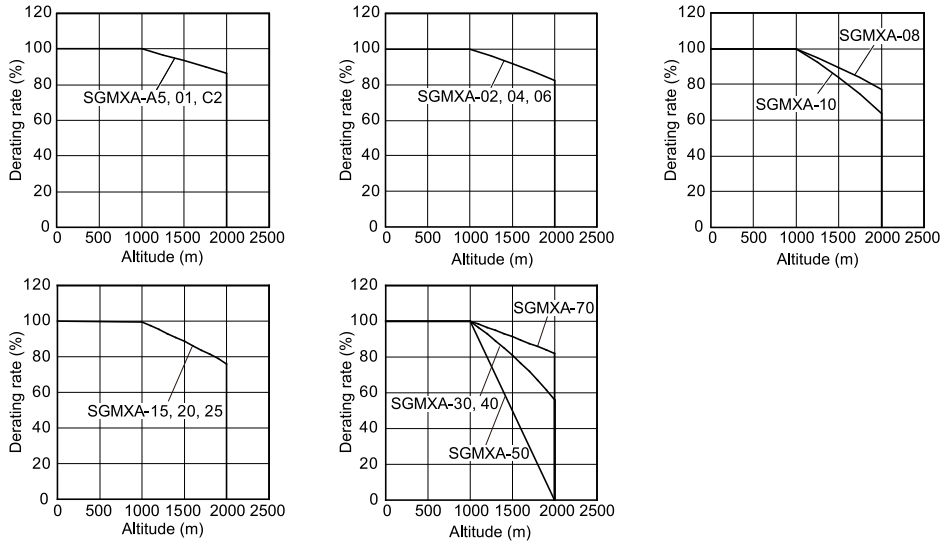 120
100
80
60
40
20
0
Derating rate (%)
SGMXA-A5, 01, C2
0 500 1000 1500 2000 2500
Altitude (m)
120
100
80
60
40
20
0
Derating rate (%)
SGMXA-02, 04, 06
0 500 1000 1500 2000 2500
Altitude (m)
120
100
80
60
40
20
0
Derating rate (%)
SGMXA-08
SGMXA-10
0 500 1000 1500 2000 2500
Altitude (m)
120
100
80
60
40
20
0
Derating rate (%)
SGMXA-15, 20, 25
0 500 1000 1500 2000 2500
Altitude (m)
120
100
80
60
40
20
0
Derating rate (%)
SGMXA-70
SGMXA-30, 40
SGMXA-50
0 500 1000 1500 2000 2500
Altitude (m)